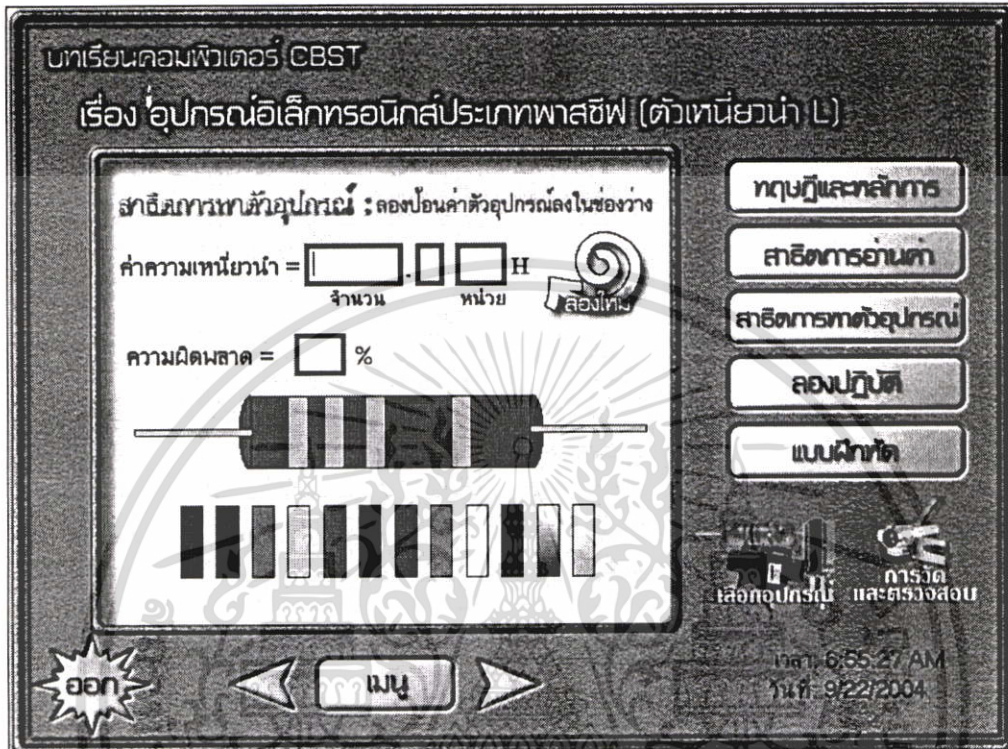 บทเรียนคอมพิวเตอร์ CBST
เรื่อง อุปกรณ์อิเล็กทรอนิกส์ประเภทพาสซีฟ (ตัวเหนี่ยวนำ L)
สาธิตการหาตัวอุปกรณ์ : ลองป้อนค่าตัวอุปกรณ์ลงในช่องว่าง
ค่าความเหนี่ยวนำ = . H
จำนวน หน่วย
ลองใหม่
ความผิดพลาด = %
ทฤษฎีและหลักการ
สาธิตการอ่านค่า
สาธิตการหาตัวอุปกรณ์
ลองปฏิบัติ
แบบฝึกหัด
เลือกอุปกรณ์
การวัด
และตรวจสอบ
ออก
เมนู
เวลา 6:55:27 AM
วันที่ 9/22/2004